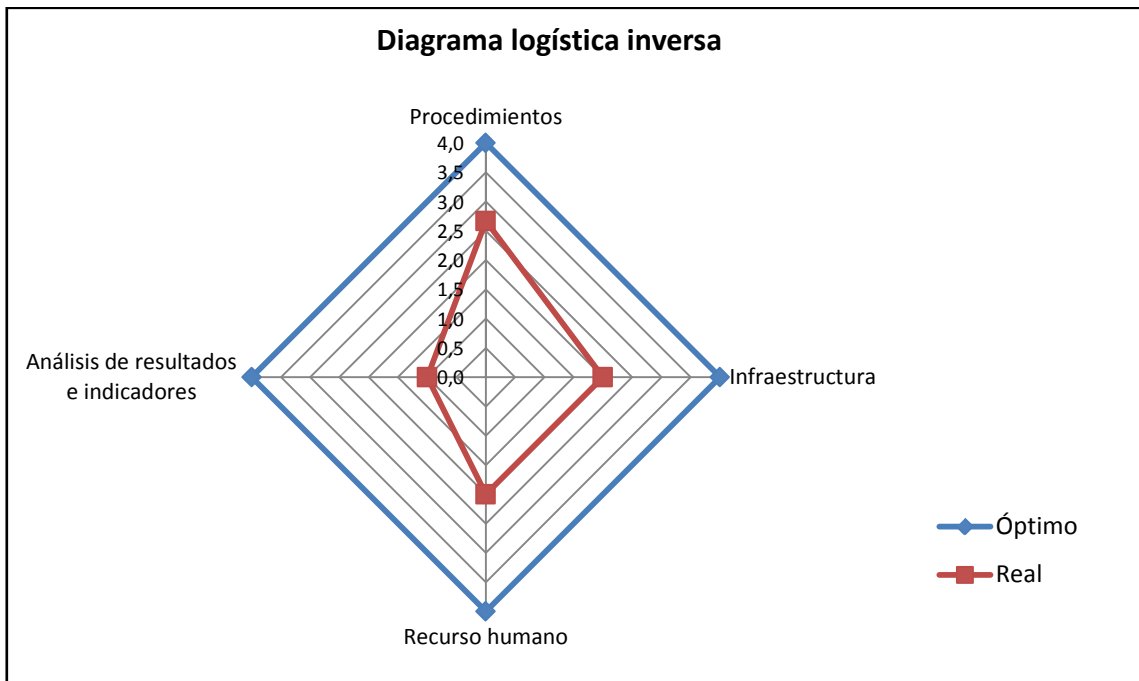 Diagrama logística inversa
Procedimientos
4,0
3,5
3,0
2,5
2,0
1,5
1,0
0,5
0,0
Análisis de resultados
e indicadores
Infraestructura
Recurso humano
Óptimo
Real